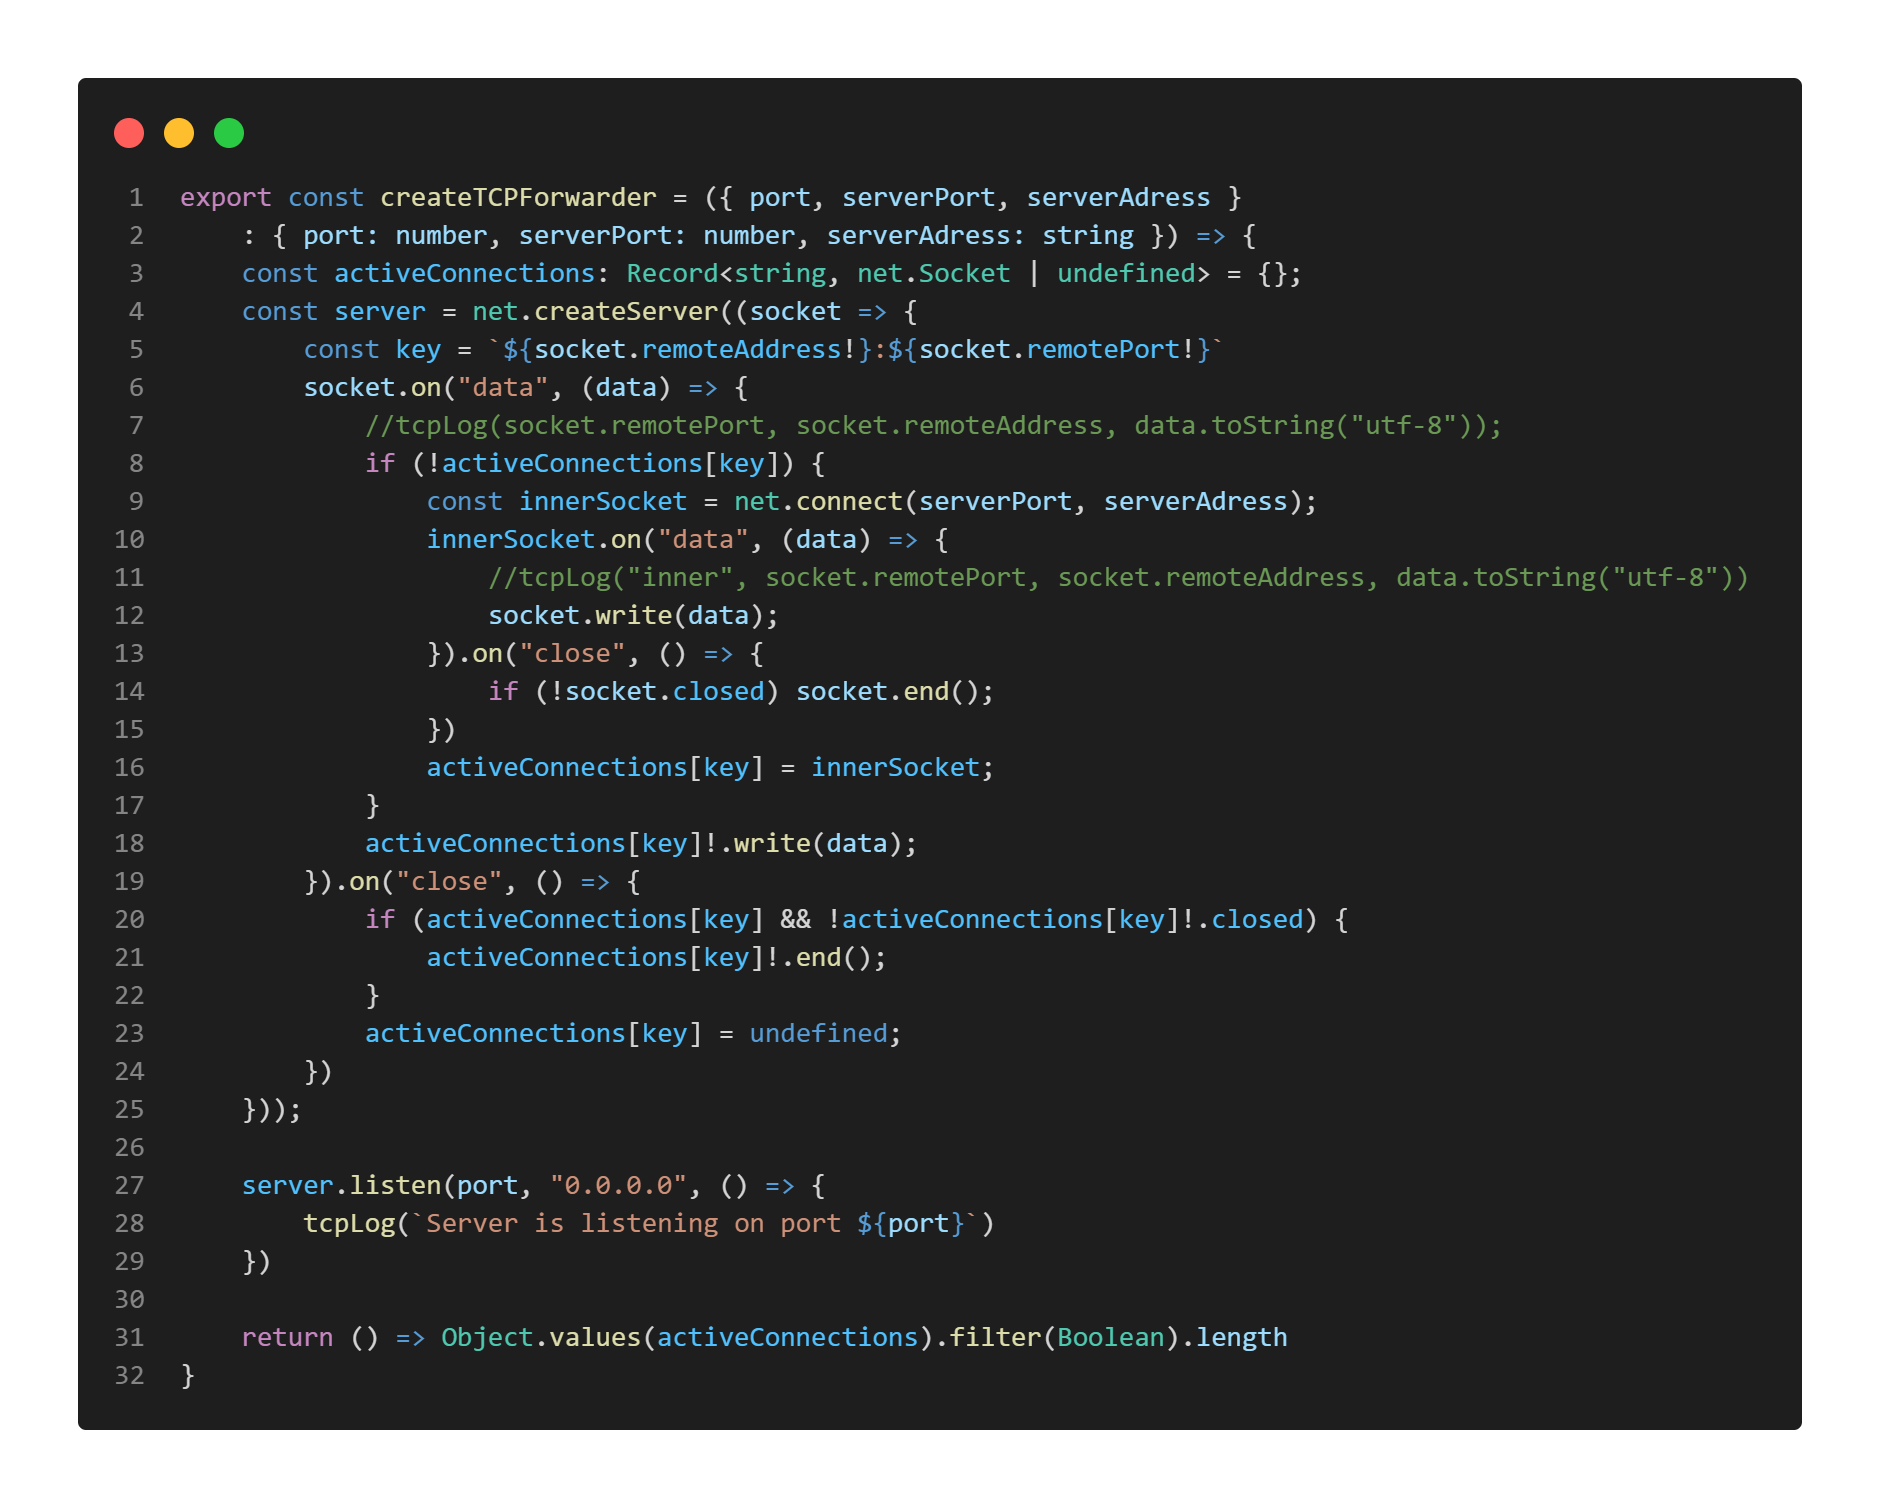 1 export const createTCPForwarder = ({ port, serverPort, serverAdress }
2     : { port: number, serverPort: number, serverAdress: string }) => {
3     const activeConnections: Record<string, net.Socket | undefined> = {};
4     const server = net.createServer((socket => {
5         const key = `${socket.remoteAddress!}:${socket.remotePort!}`
6         socket.on("data", (data) => {
7             //tcpLog(socket.remotePort, socket.remoteAddress, data.toString("utf-8"));
8             if (!activeConnections[key]) {
9                 const innerSocket = net.connect(serverPort, serverAdress);
10                 innerSocket.on("data", (data) => {
11                     //tcpLog("inner", socket.remotePort, socket.remoteAddress, data.toString("utf-8"))
12                     socket.write(data);
13                 }).on("close", () => {
14                     if (!socket.closed) socket.end();
15                 })
16                 activeConnections[key] = innerSocket;
17             }
18             activeConnections[key]!.write(data);
19         }).on("close", () => {
20             if (activeConnections[key] && !activeConnections[key]!.closed) {
21                 activeConnections[key]!.end();
22             }
23             activeConnections[key] = undefined;
24         })
25     }));
26
27     server.listen(port, "0.0.0.0", () => {
28         tcpLog(`Server is listening on port ${port}`)
29     })
30
31     return () => Object.values(activeConnections).filter(Boolean).length
32 }